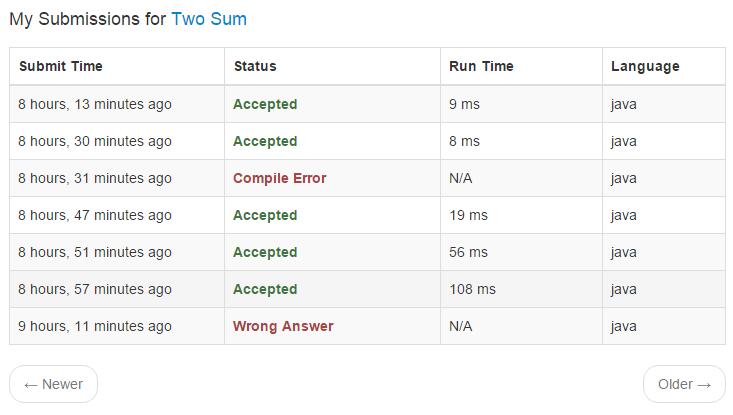 My Submissions for Two Sum
Submit Time Status Run Time Language
8 hours, 13 minutes ago Accepted 9 ms java
8 hours, 30 minutes ago Accepted 8 ms java
8 hours, 31 minutes ago Compile Error N/A java
8 hours, 47 minutes ago Accepted 19 ms java
8 hours, 51 minutes ago Accepted 56 ms java
8 hours, 57 minutes ago Accepted 108 ms java
9 hours, 11 minutes ago Wrong Answer N/A java
← Newer Older →